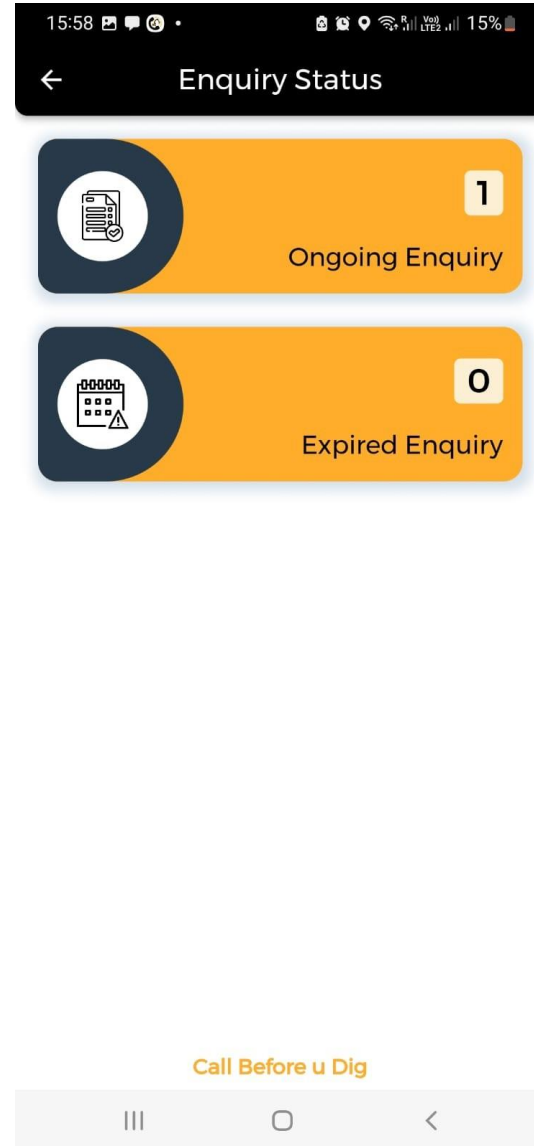 15:58 15%
Enquiry Status
1
Ongoing Enquiry
0
Expired Enquiry
Call Before u Dig